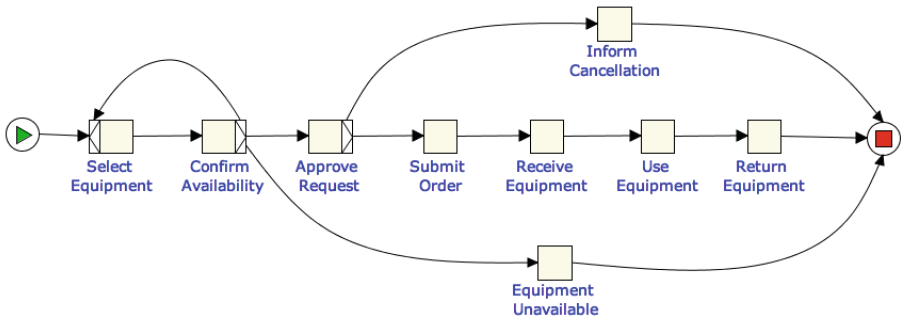 Inform
Cancellation
Select
Equipment
Confirm
Availability
Approve
Request
Submit
Order
Receive
Equipment
Use
Equipment
Return
Equipment
Equipment
Unavailable